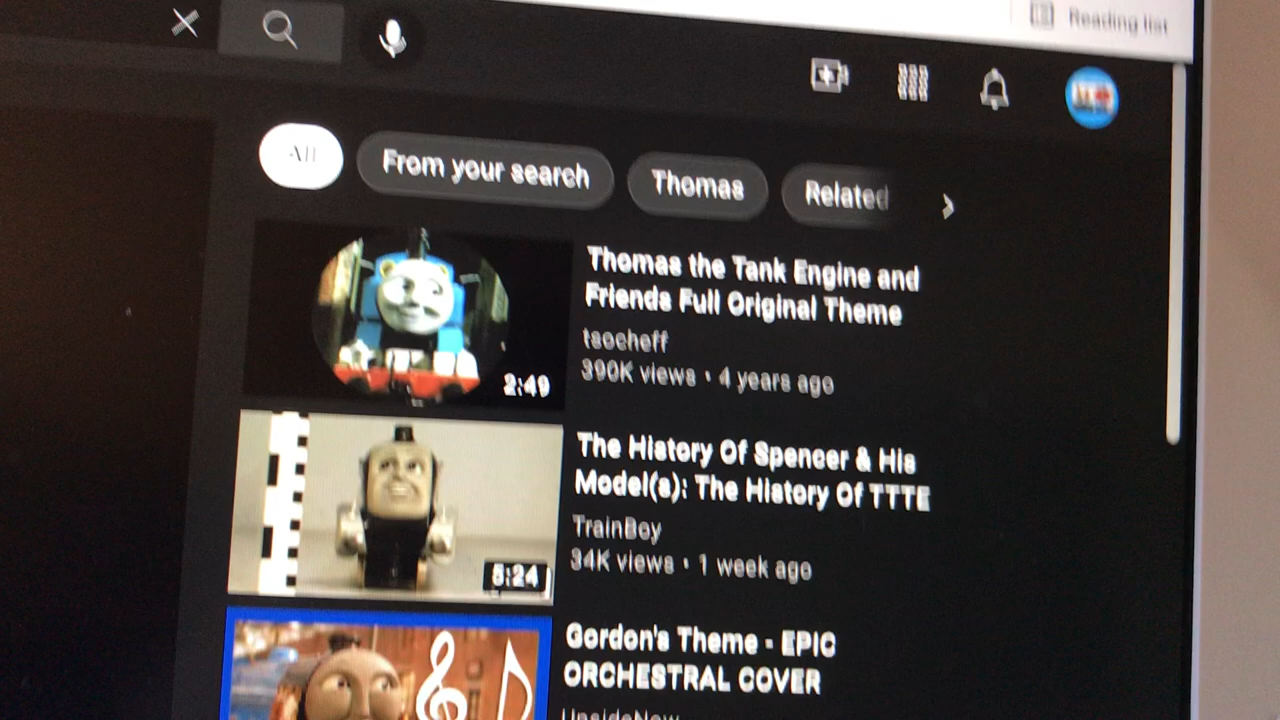 Reading list
All
From your search
Thomas
Related
Thomas the Tank Engine and
Friends Full Original Theme
tsocheff
390K views • 4 years ago
2:49
The History Of Spencer & His
Model(s): The History Of TTTE
TrainBoy
34K views • 1 week ago
5:24
Gordon's Theme - EPIC
ORCHESTRAL COVER